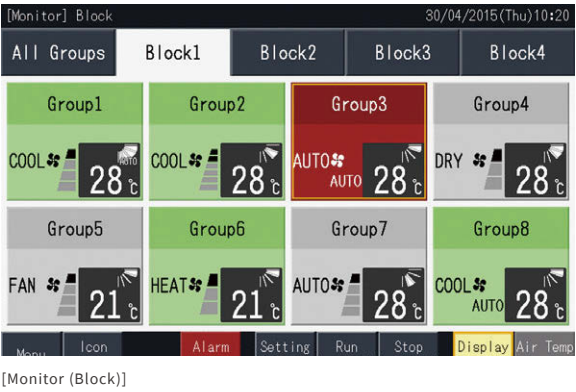 [Monitor] Block 30/04/2015(Thu)10:20
All Groups Block1 Block2 Block3 Block4
Group1 Group2 Group3 Group4
COOL AUTO 28℃ COOL 28℃ AUTO AUTO 28℃ DRY 28℃
Group5 Group6 Group7 Group8
FAN 21℃ HEAT 21℃ AUTO 28℃ COOL AUTO 28℃
Menu Icon Alarm Setting Run Stop Display Air Temp
[Monitor (Block)]